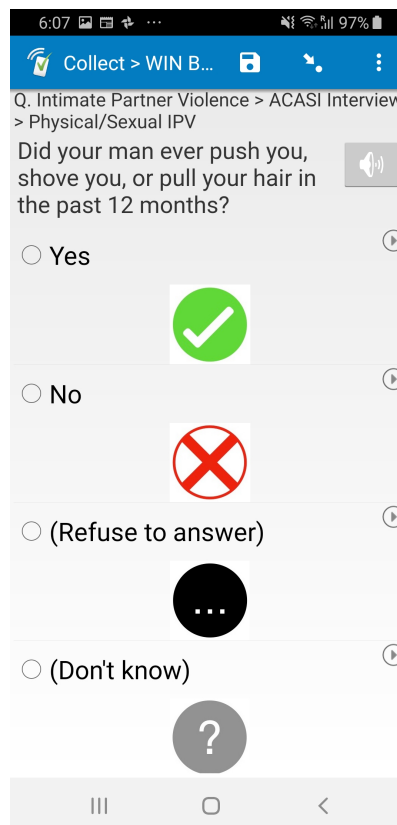 6:07 97%
Collect > WIN B...
Q. Intimate Partner Violence > ACASI Interview
> Physical/Sexual IPV
Did your man ever push you,
shove you, or pull your hair in
the past 12 months?
Yes
No
(Refuse to answer)
...
(Don't know)
?